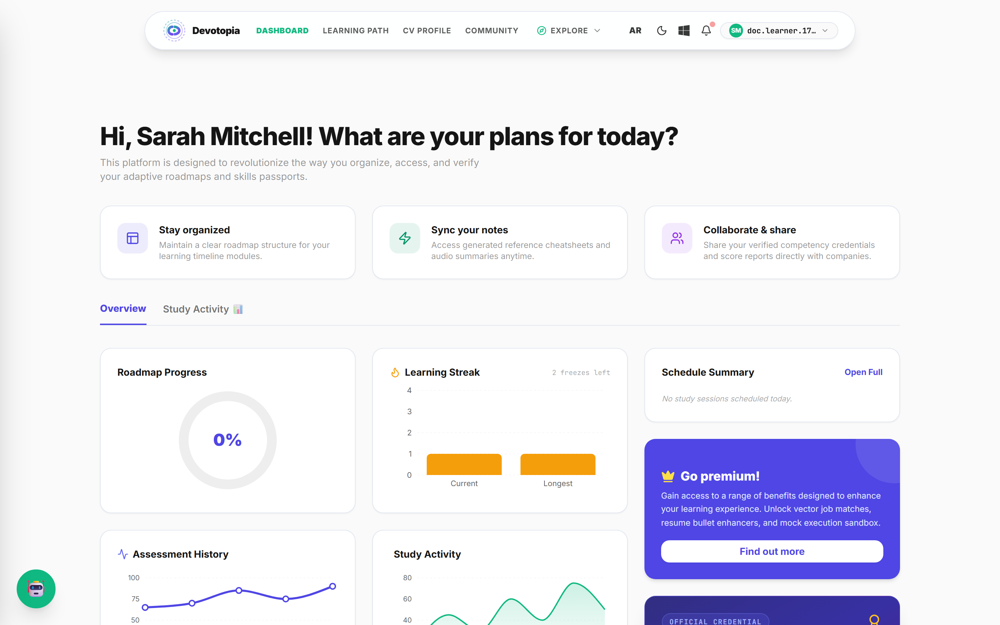 Devotopia
DASHBOARD
LEARNING PATH
CV PROFILE
COMMUNITY
EXPLORE
AR
SM
doc.learner.17…
Hi, Sarah Mitchell! What are your plans for today?
This platform is designed to revolutionize the way you organize, access, and verify
your adaptive roadmaps and skills passports.
Stay organized
Maintain a clear roadmap structure for your
learning timeline modules.
Sync your notes
Access generated reference cheatsheets and
audio summaries anytime.
Collaborate & share
Share your verified competency credentials
and score reports directly with companies.
Overview
Study Activity
Roadmap Progress
0%
Learning Streak
2 freezes left
4
3
2
1
0
Current
Longest
Schedule Summary
Open Full
No study sessions scheduled today.
Go premium!
Gain access to a range of benefits designed to enhance
your learning experience. Unlock vector job matches,
resume bullet enhancers, and mock execution sandbox.
Find out more
Assessment History
100
75
50
Study Activity
80
60
40
OFFICIAL CREDENTIAL